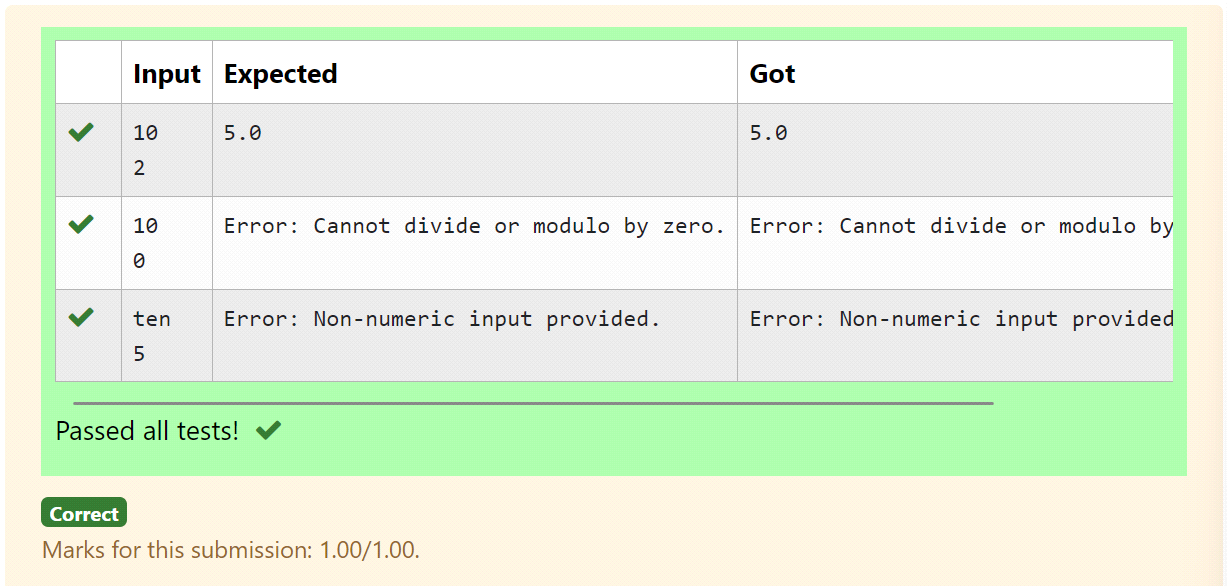 Input Expected Got
10 5.0 5.0
2
10 Error: Cannot divide or modulo by zero. Error: Cannot divide or modulo by
0
ten Error: Non-numeric input provided. Error: Non-numeric input provided
5
Passed all tests!
Correct
Marks for this submission: 1.00/1.00.